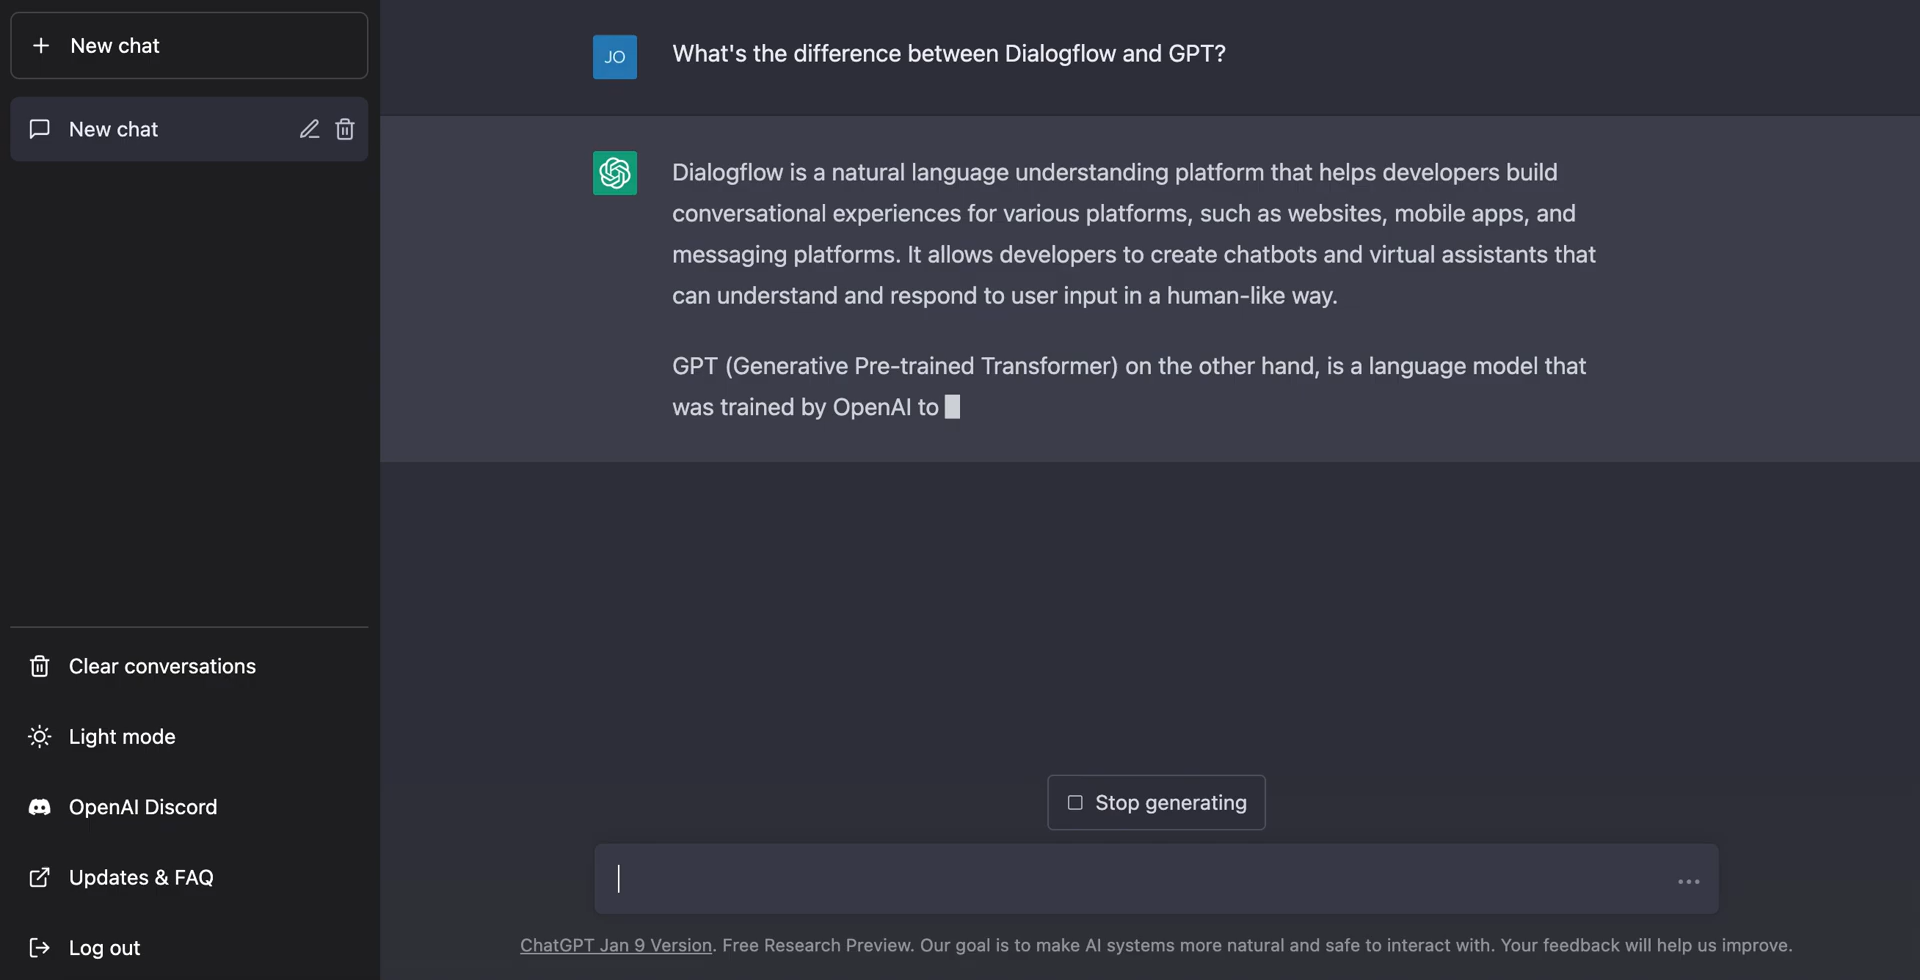 New chat
New chat
Clear conversations
Light mode
OpenAI Discord
Updates & FAQ
Log out
JO
What's the difference between Dialogflow and GPT?
Dialogflow is a natural language understanding platform that helps developers build
conversational experiences for various platforms, such as websites, mobile apps, and
messaging platforms. It allows developers to create chatbots and virtual assistants that
can understand and respond to user input in a human-like way.
GPT (Generative Pre-trained Transformer) on the other hand, is a language model that
was trained by OpenAI to
Stop generating
ChatGPT Jan 9 Version. Free Research Preview. Our goal is to make AI systems more natural and safe to interact with. Your feedback will help us improve.